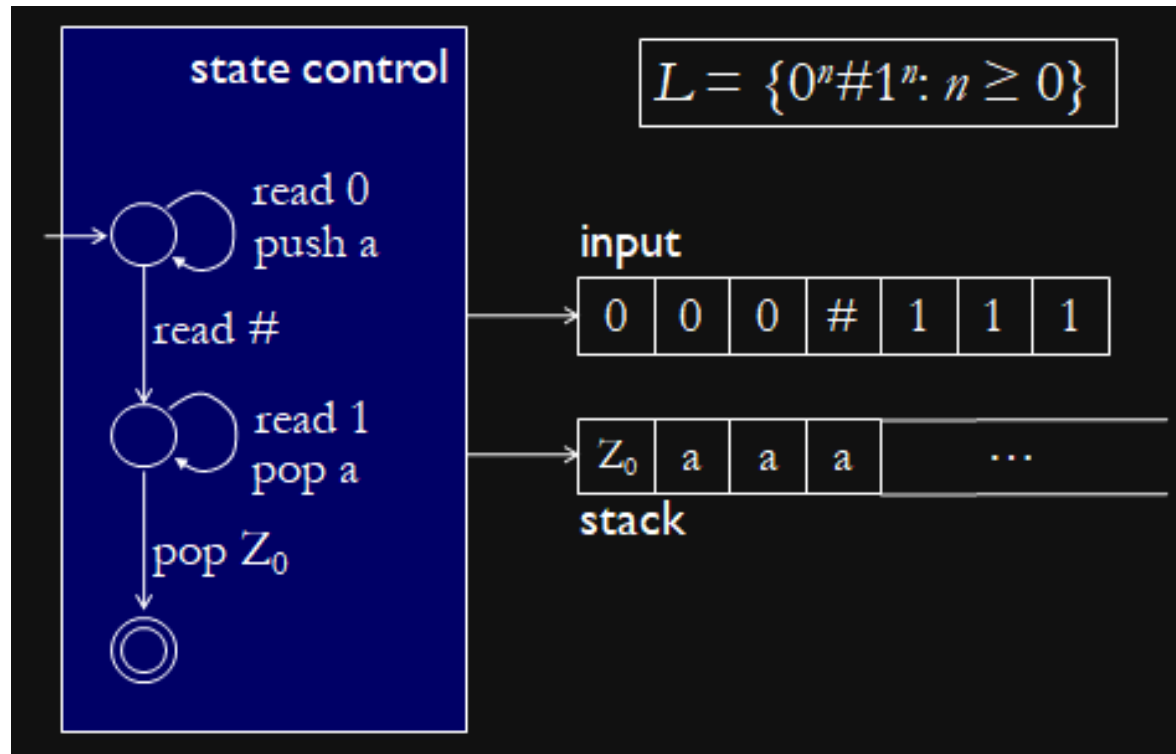 state control
L = {0ⁿ#1ⁿ: n ≥ 0}
read 0
push a
input
0 0 0 # 1 1 1
read #
read 1
pop a
Z₀ a a a ...
stack
pop Z₀